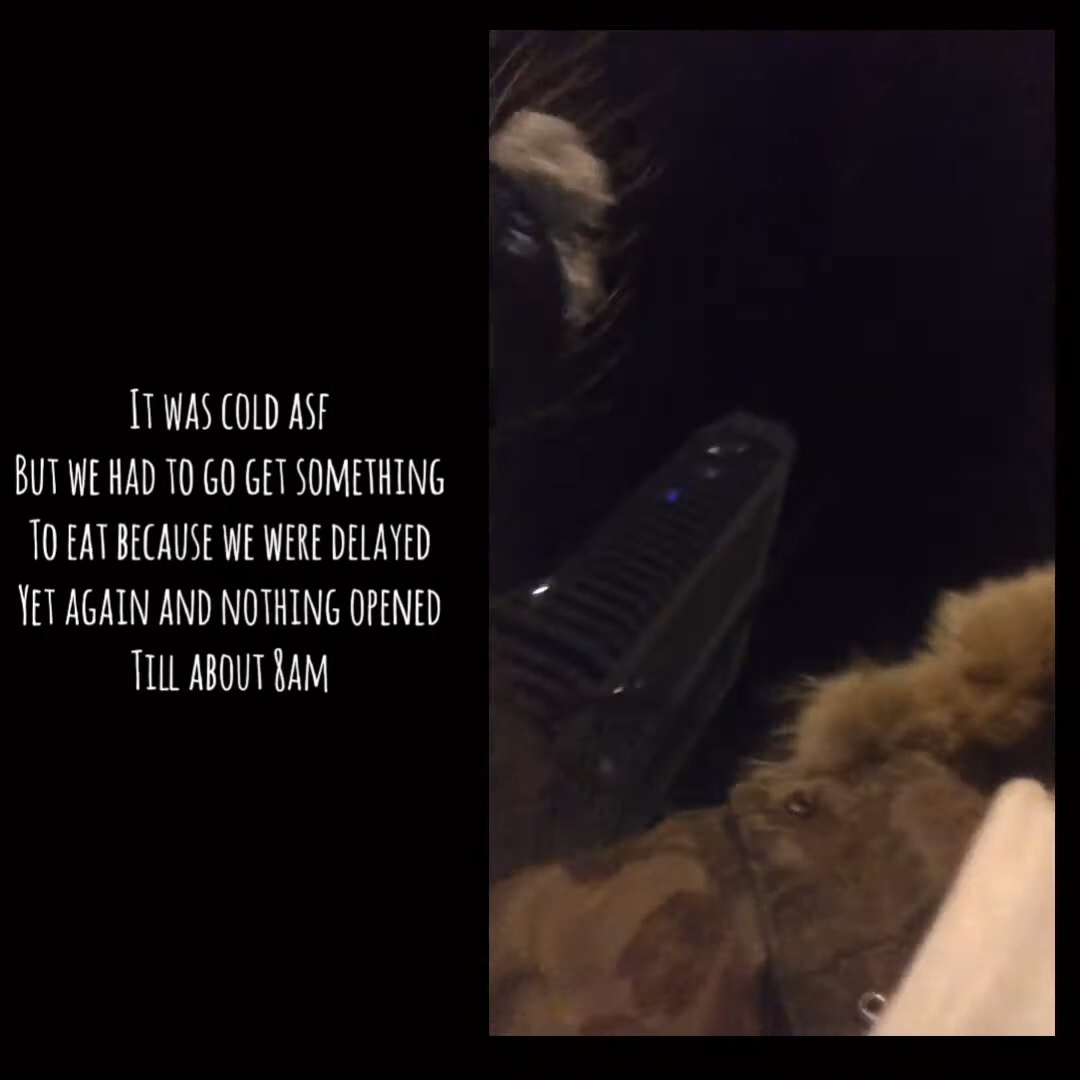 It was cold asf
But we had to go get something
To eat because we were delayed
Yet again and nothing opened
Till about 8am